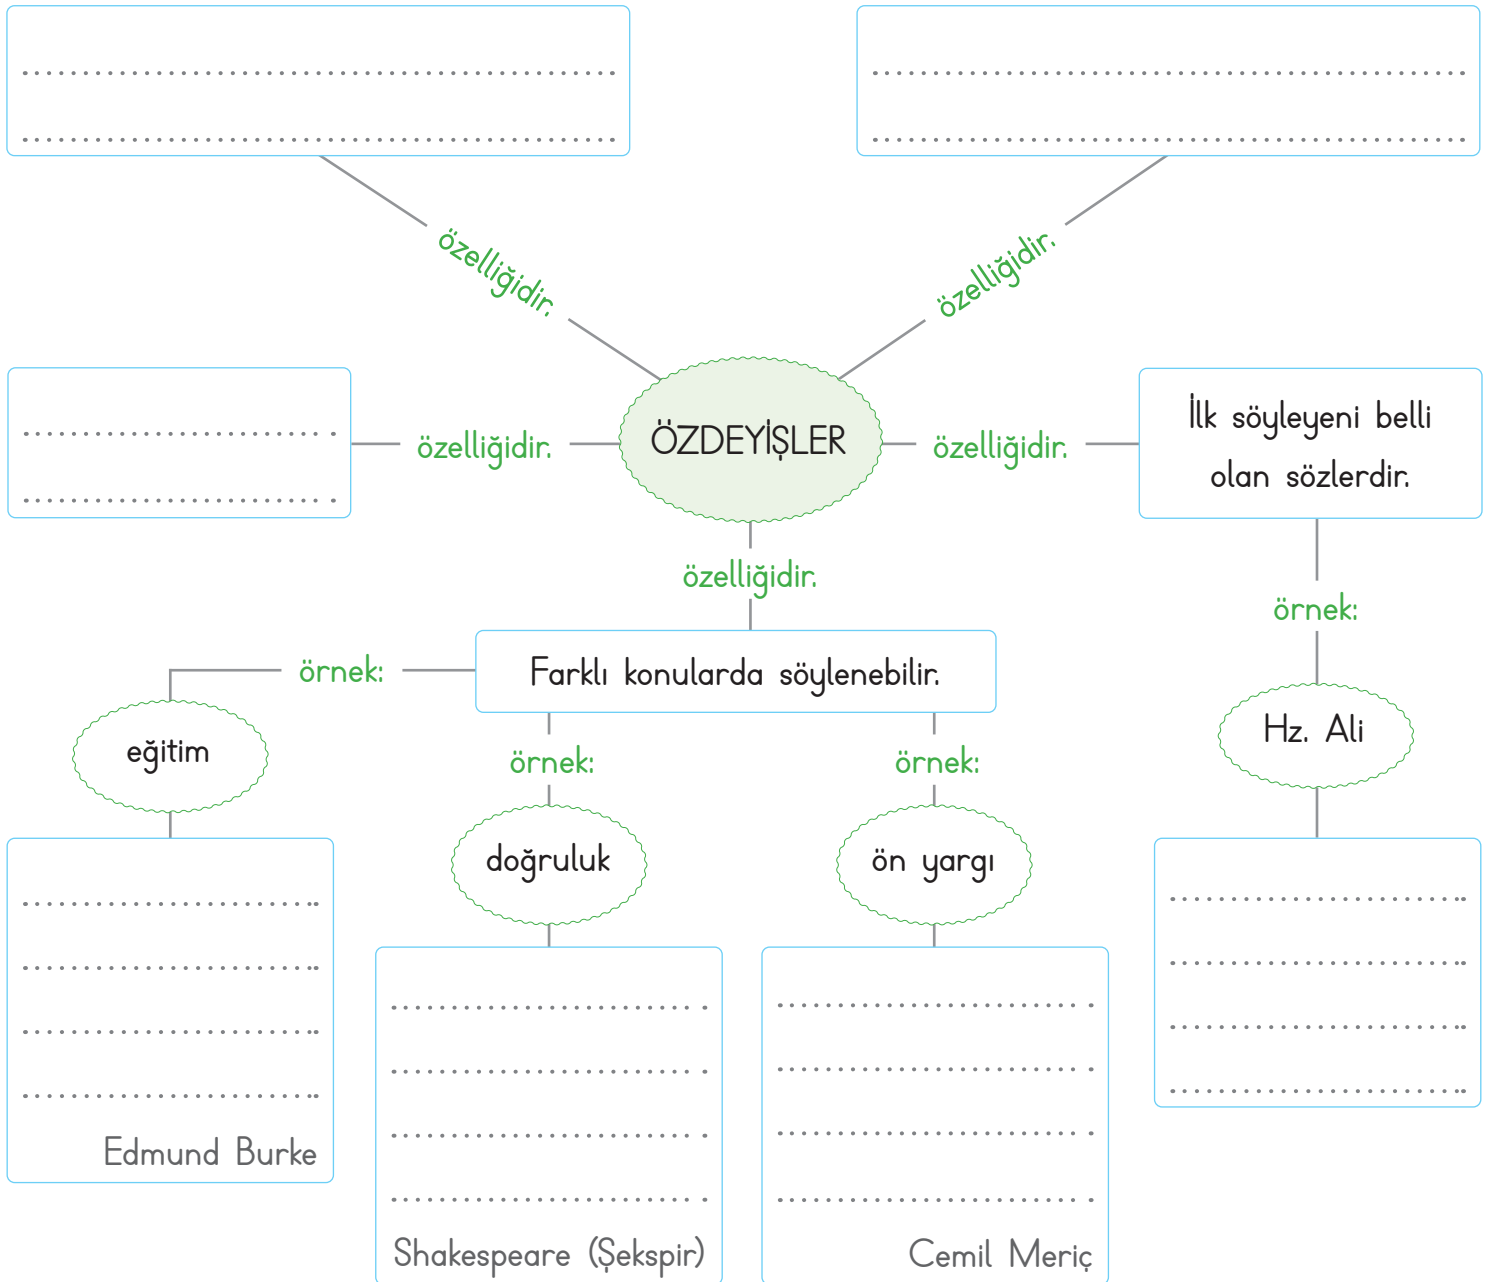 özelliğidir.
özelliğidir.
özelliğidir.
ÖZDEYİŞLER
özelliğidir.
İlk söyleyeni belli
olan sözlerdir.
özelliğidir.
örnek:
örnek:
Farklı konularda söylenebilir.
eğitim
örnek:
örnek:
Hz. Ali
doğruluk
ön yargı
Edmund Burke
Shakespeare (Şekspir)
Cemil Meriç